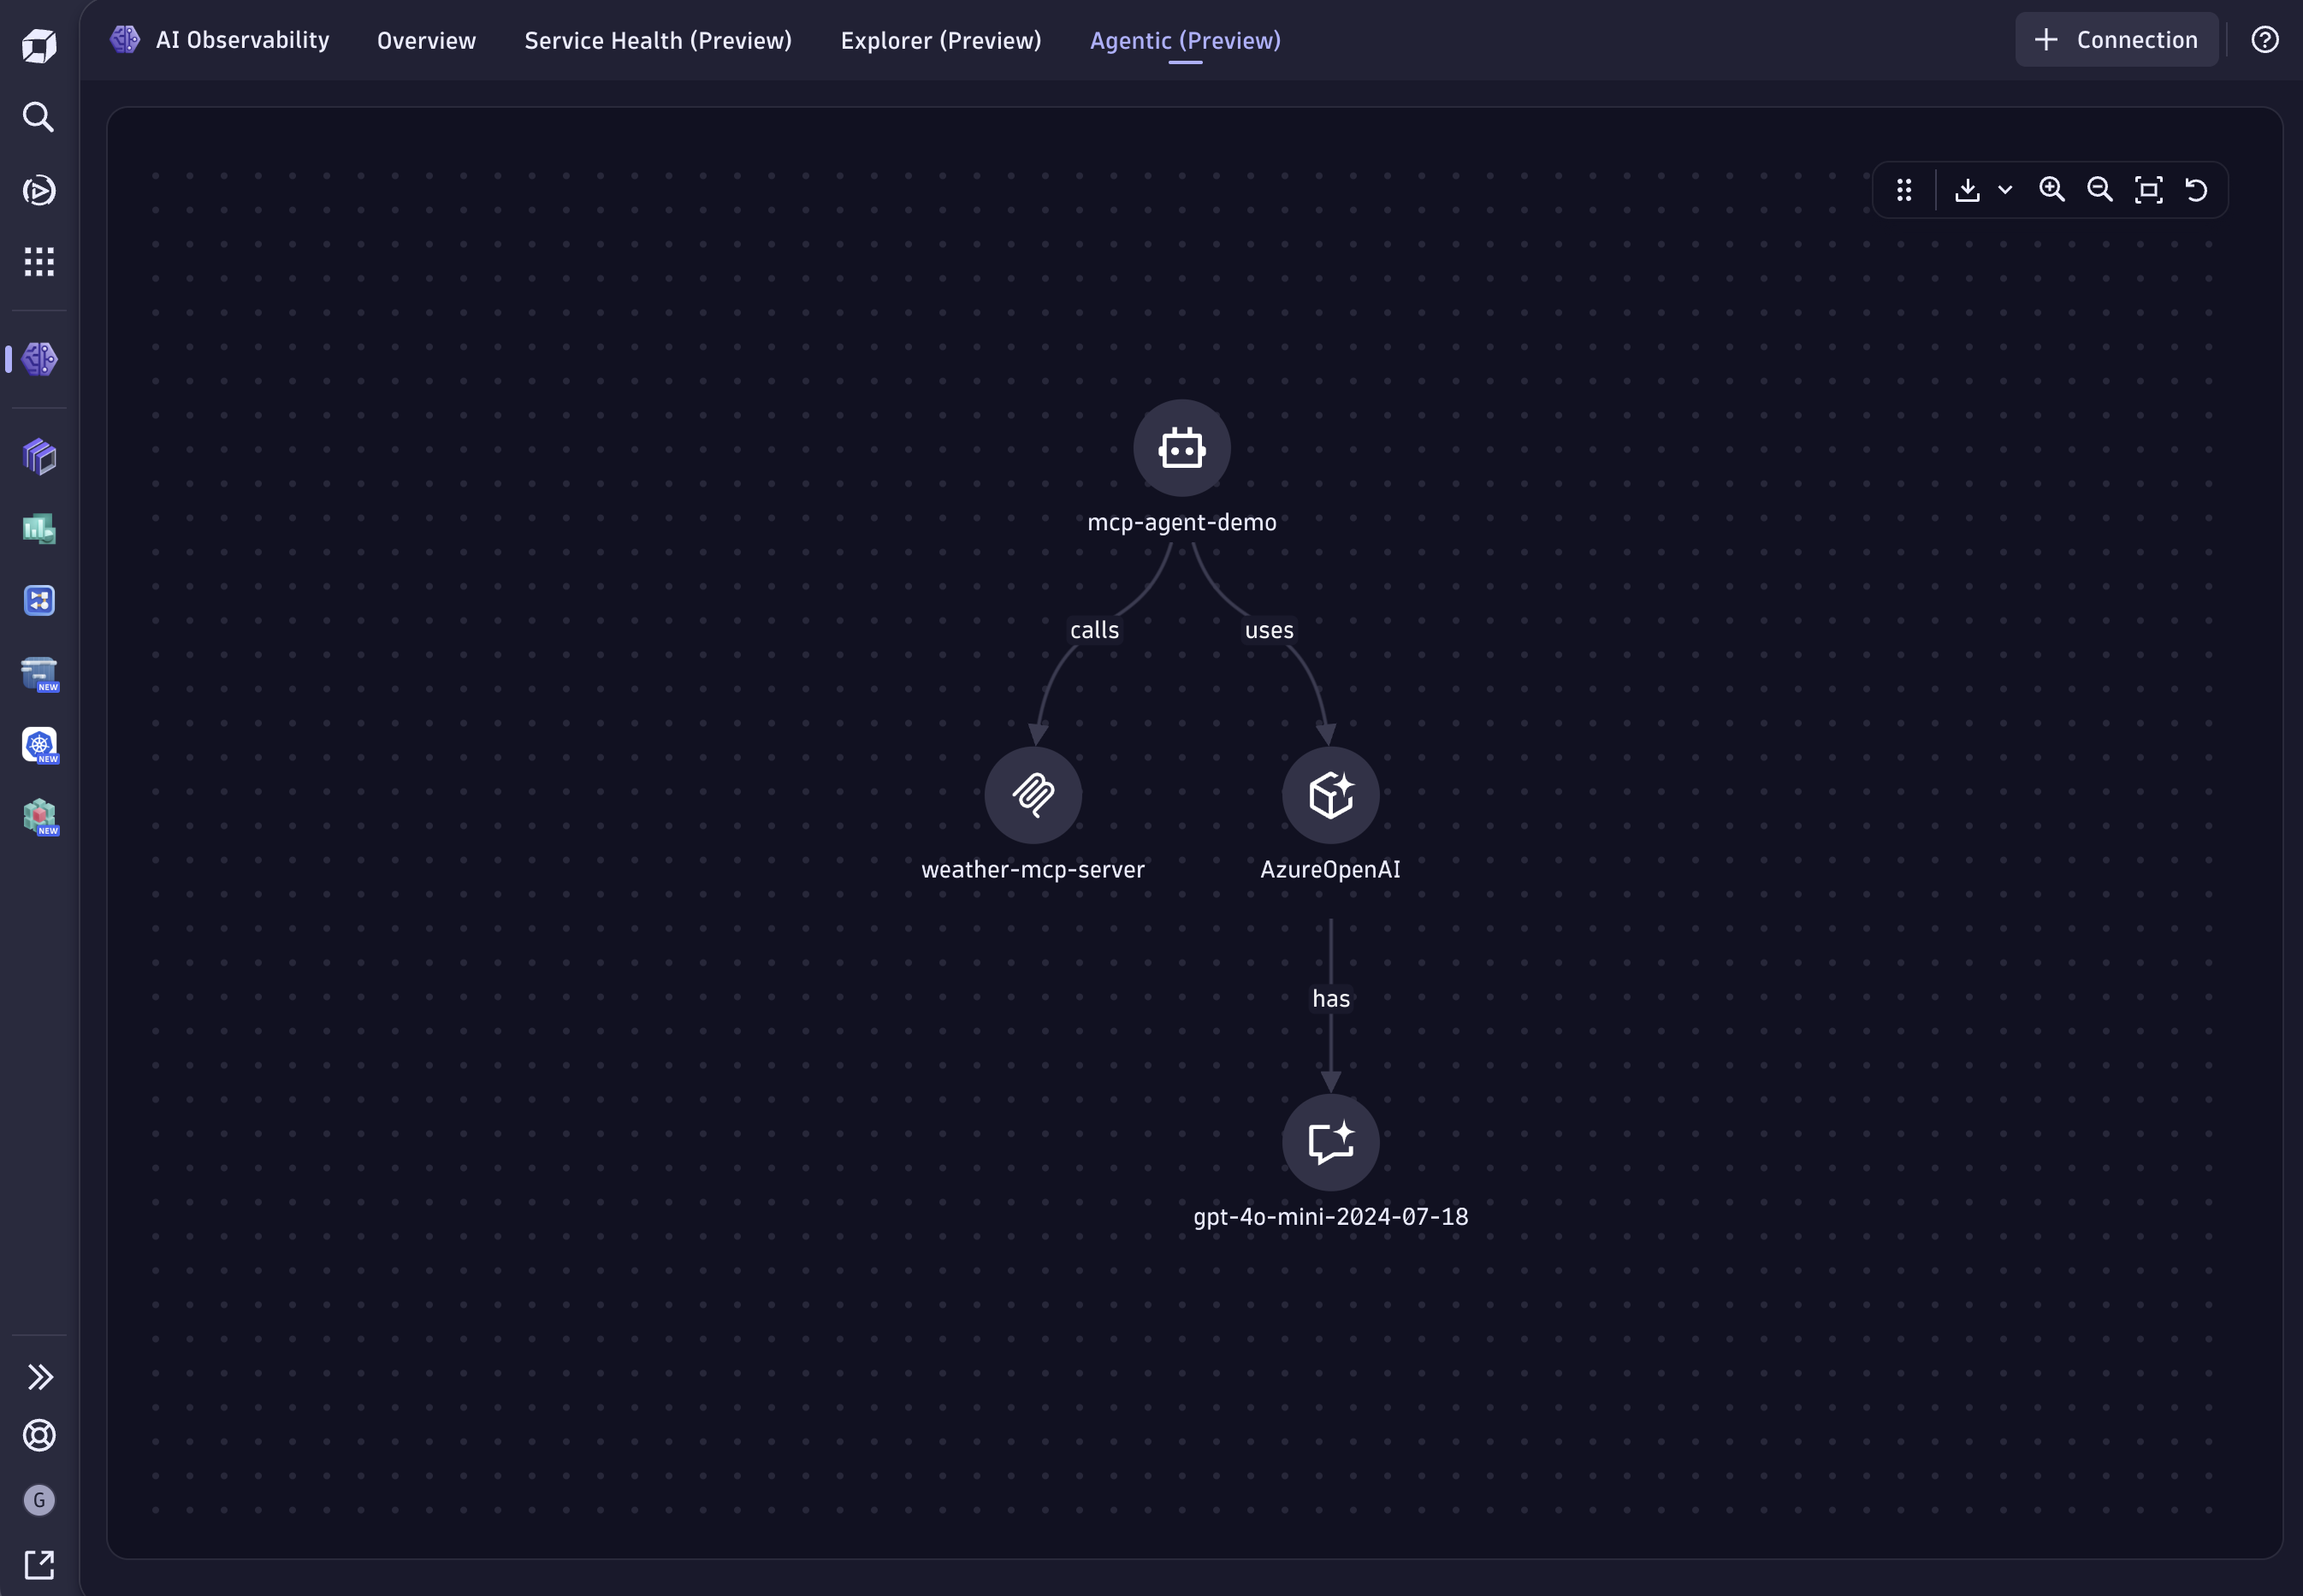 AI Observability
Overview
Service Health (Preview)
Explorer (Preview)
Agentic (Preview)
Connection
mcp-agent-demo
calls
uses
weather-mcp-server
AzureOpenAI
has
gpt-4o-mini-2024-07-18
NEW
NEW
NEW
G